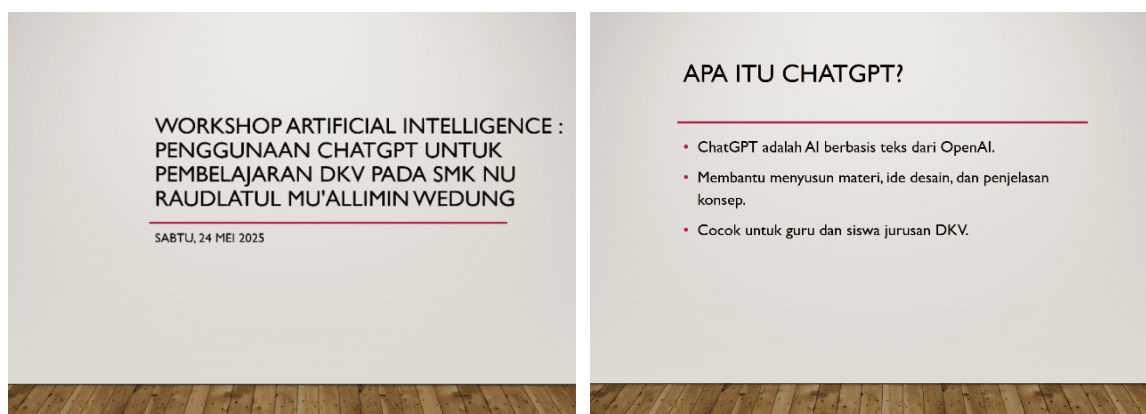 WORKSHOP ARTIFICIAL INTELLIGENCE :
PENGGUNAAN CHATGPT UNTUK
PEMBELAJARAN DKV PADA SMK NU
RAUDLATUL MU'ALLIMIN WEDUNG
SABTU, 24 MEI 2025
APA ITU CHATGPT?
• ChatGPT adalah AI berbasis teks dari OpenAI.
• Membantu menyusun materi, ide desain, dan penjelasan
konsep.
• Cocok untuk guru dan siswa jurusan DKV.